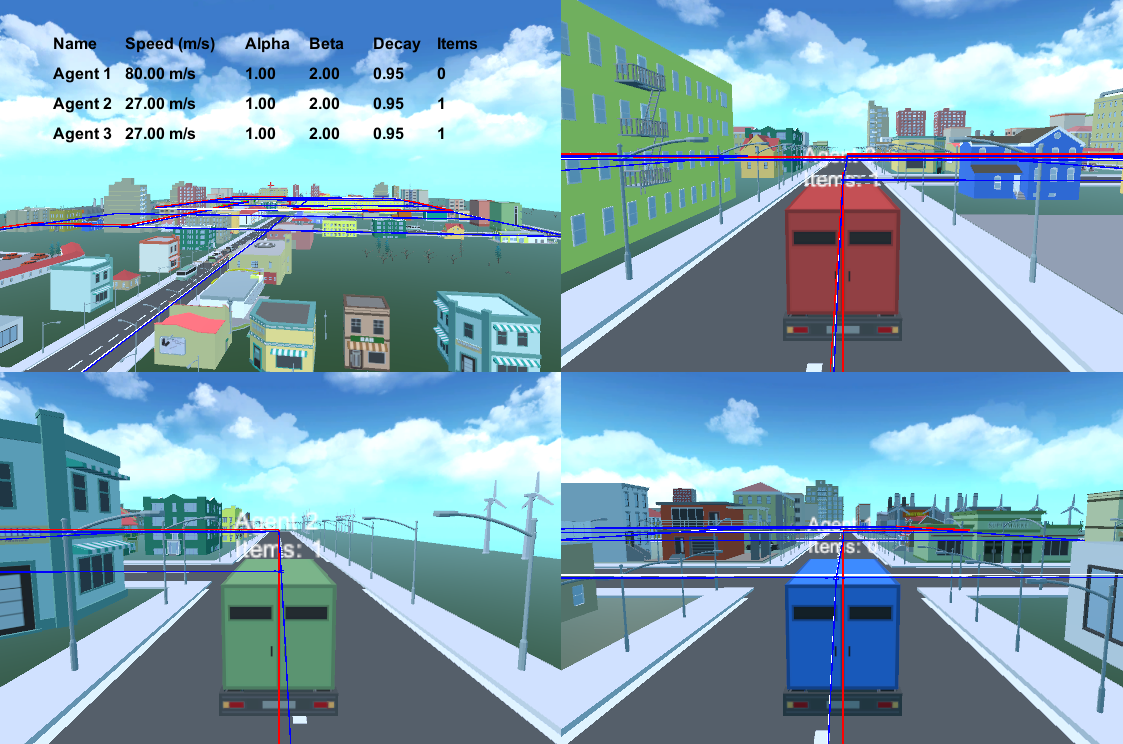 Name Speed (m/s) Alpha Beta Decay Items
Agent 1 80.00 m/s 1.00 2.00 0.95 0
Agent 2 27.00 m/s 1.00 2.00 0.95 1
Agent 3 27.00 m/s 1.00 2.00 0.95 1
Items: 1
BAR
Agent 2
Items: 1
Agent
Items: 0